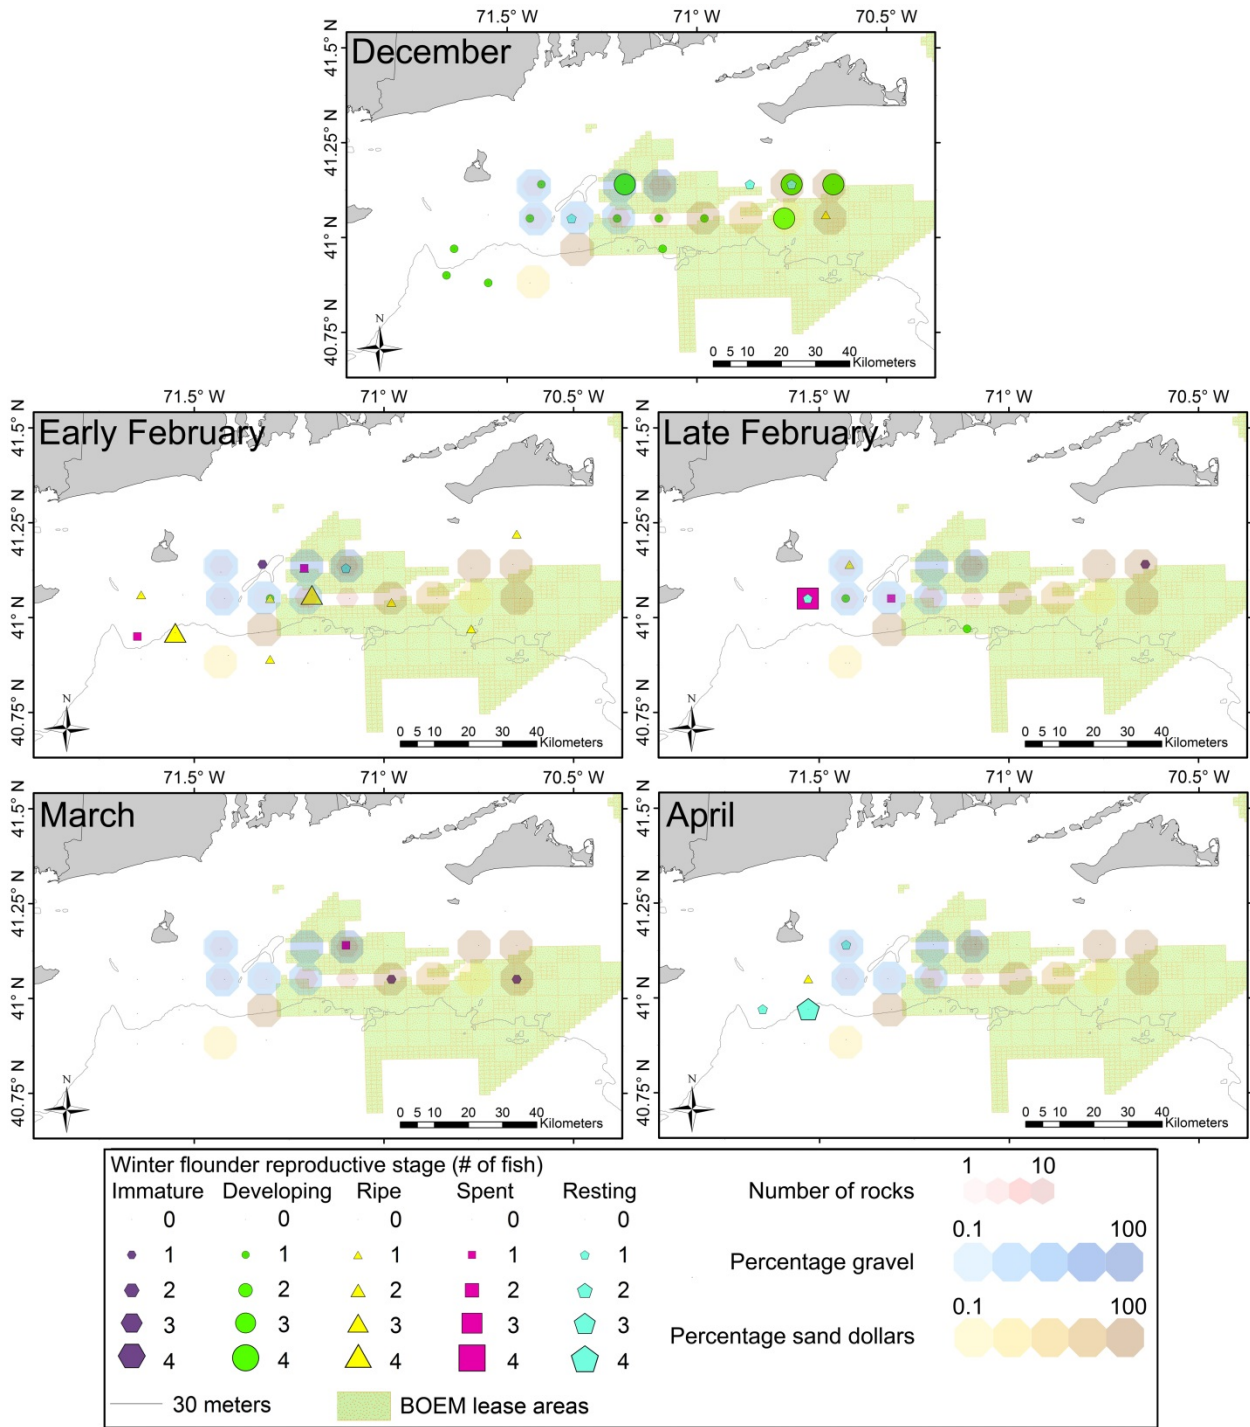 71.5° W 71° W 70.5° W
December
41.5° N
41.25° N
41° N
40.75° N
N
0 5 10 20 30 40
Kilometers
71.5° W 71° W 70.5° W
Early February
41.5° N
41.25° N
41° N
40.75° N
N
0 5 10 20 30 40
Kilometers
71.5° W 71° W 70.5° W
Late February
41.5° N
41.25° N
41° N
40.75° N
N
0 5 10 20 30 40
Kilometers
71.5° W 71° W 70.5° W
March
41.5° N
41.25° N
41° N
40.75° N
N
0 5 10 20 30 40
Kilometers
71.5° W 71° W 70.5° W
April
41.5° N
41.25° N
41° N
40.75° N
N
0 5 10 20 30 40
Kilometers
Winter flounder reproductive stage (# of fish)
Immature Developing Ripe Spent Resting
0 0 0 0 0
1 1 1 1 1
2 2 2 2 2
3 3 3 3 3
4 4 4 4 4
30 meters BOEM lease areas
1 10
Number of rocks
0.1 100
Percentage gravel
0.1 100
Percentage sand dollars